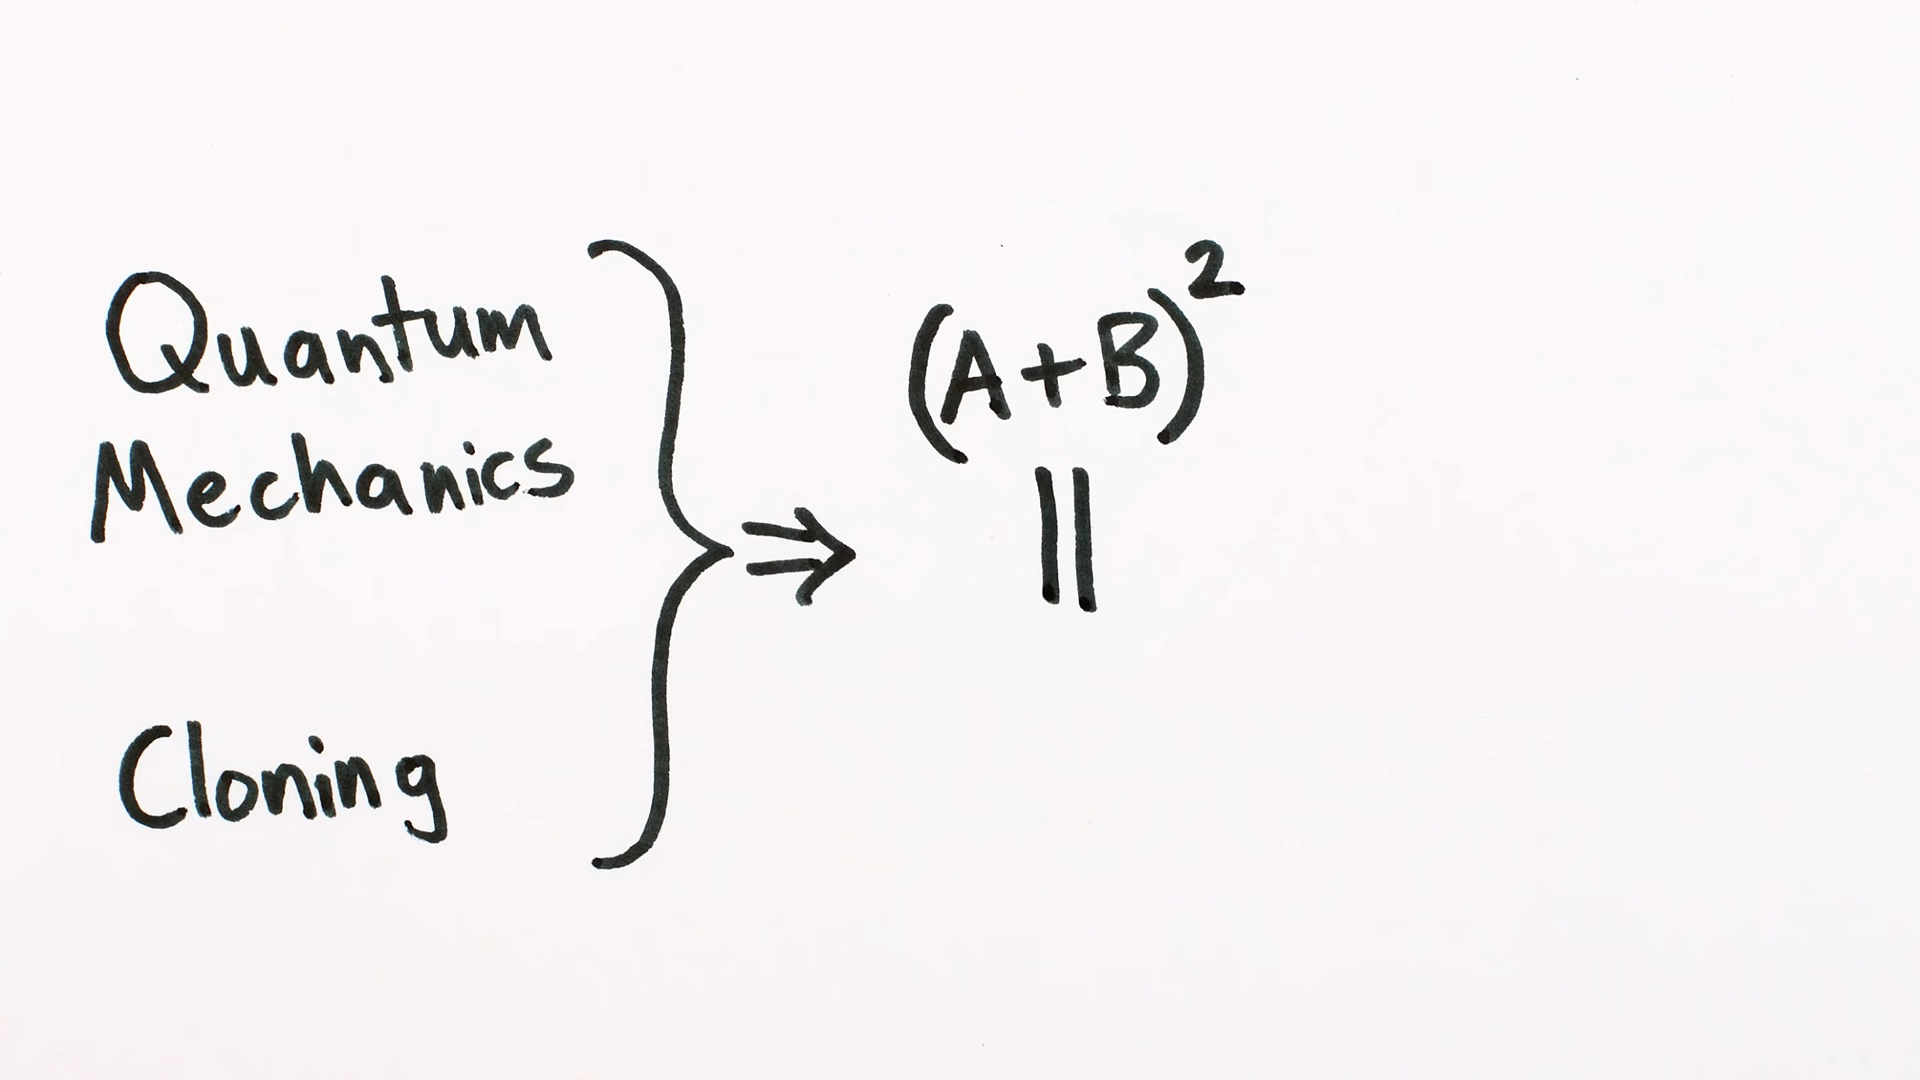 Quantum
Mechanics
Cloning
} ⇒
(A+B)²
||